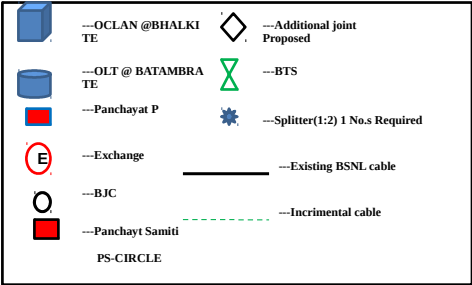 ---OCLAN @BHALKI
TE
---OLT @ BATAMBRA
TE
---Panchayat P
E
---Exchange
---BJC
---Panchayt Samiti
PS-CIRCLE
---Additional joint
Proposed
---BTS
---Splitter(1:2) 1 No.s Required
---Existing BSNL cable
---Incrimental cable